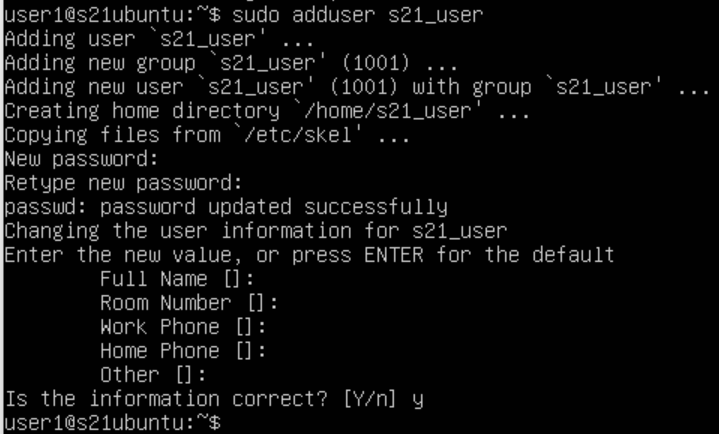 user1@s21ubuntu:~$ sudo adduser s21_user
Adding user `s21_user' ...
Adding new group `s21_user' (1001) ...
Adding new user `s21_user' (1001) with group `s21_user' ...
Creating home directory `/home/s21_user' ...
Copying files from `/etc/skel' ...
New password:
Retype new password:
passwd: password updated successfully
Changing the user information for s21_user
Enter the new value, or press ENTER for the default
        Full Name []:
        Room Number []:
        Work Phone []:
        Home Phone []:
        Other []:
Is the information correct? [Y/n] y
user1@s21ubuntu:~$